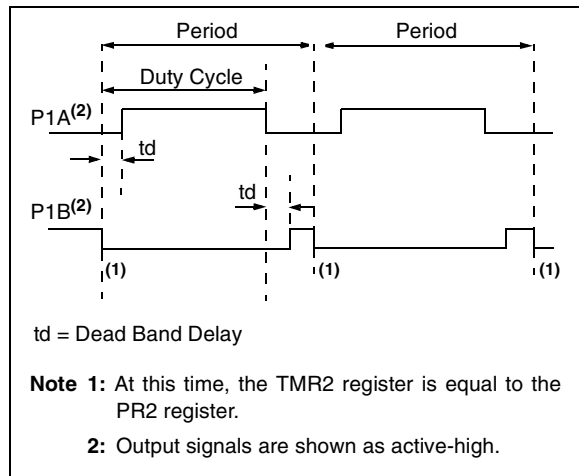 Period Period
Duty Cycle
P1A(2)
td
td
P1B(2)
(1) (1) (1)
td = Dead Band Delay
Note 1: At this time, the TMR2 register is equal to the
PR2 register.
2: Output signals are shown as active-high.